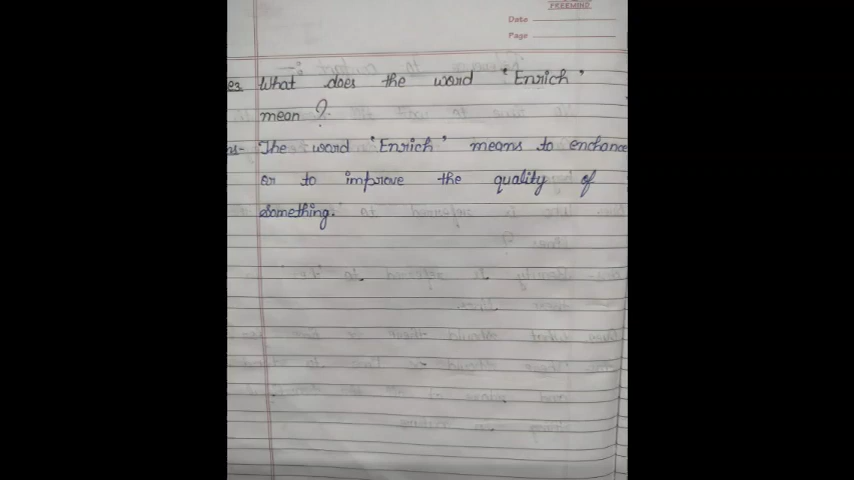 FREEMIND
Date
Page
What does the word "Enrich"
mean ?
The word "Enrich" means to enchance
or to improve the quality of
something.